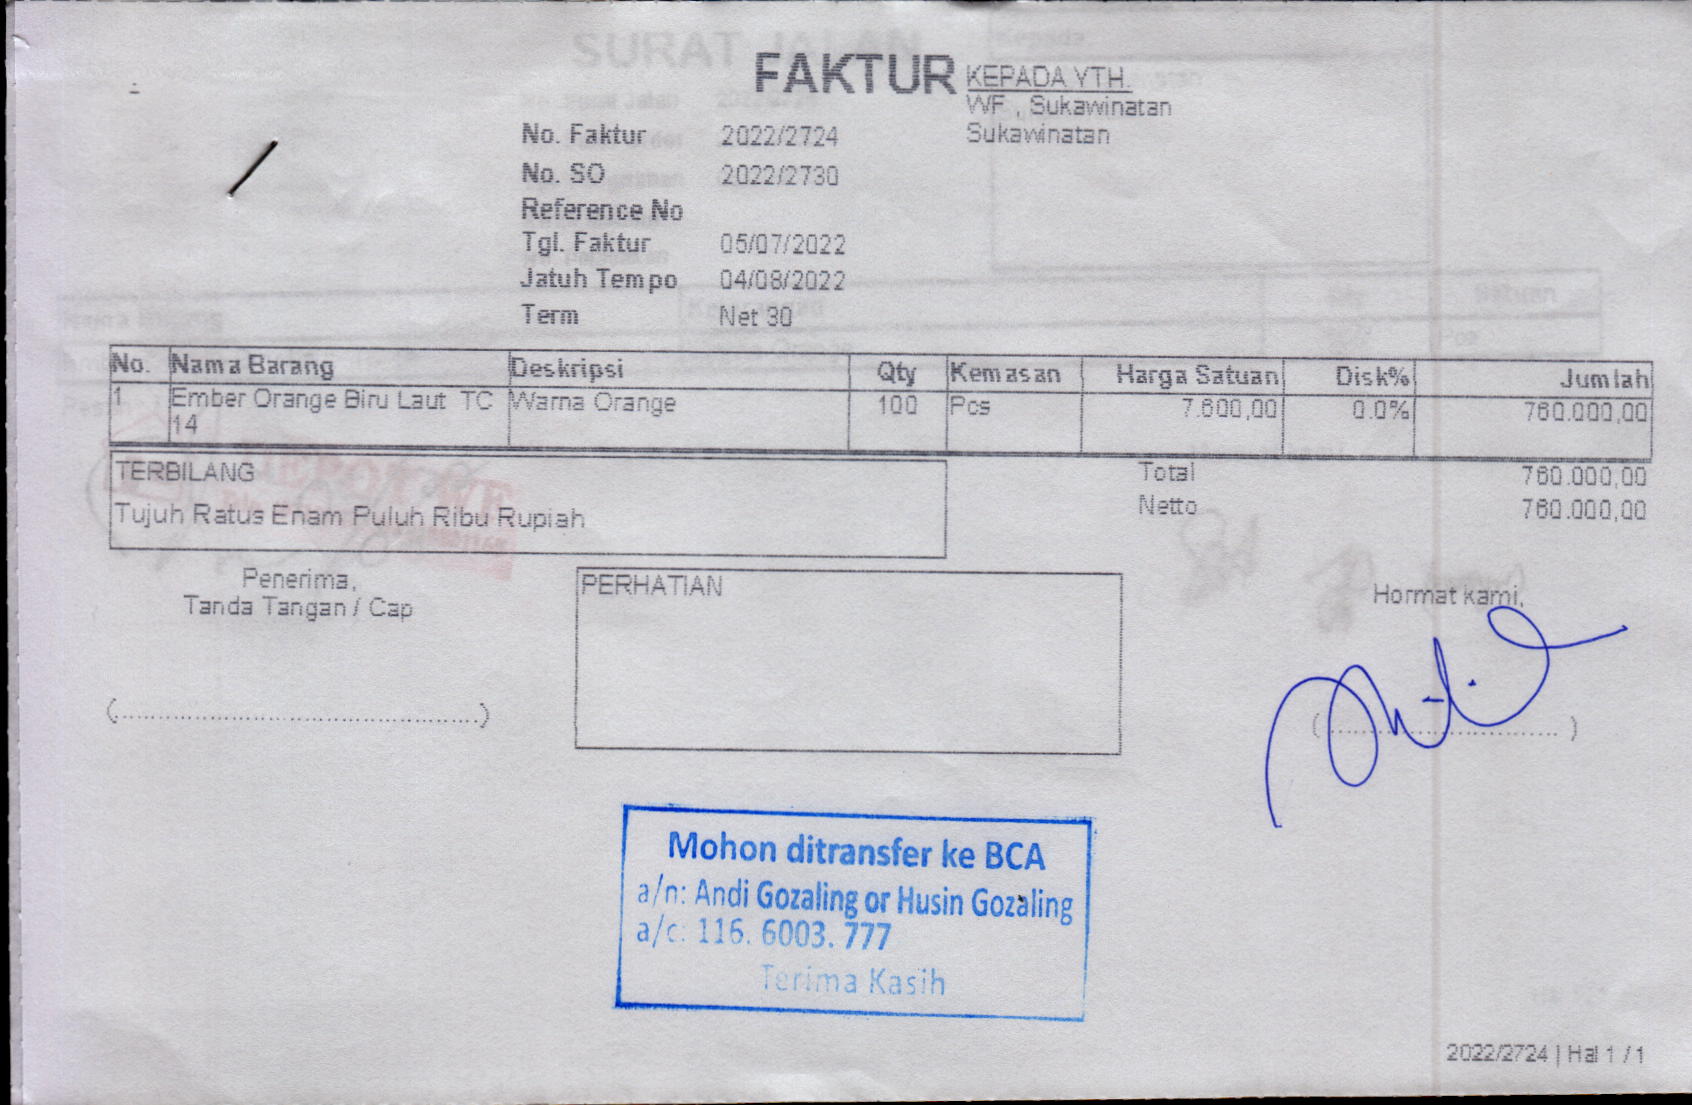 FAKTUR
KEPADA YTH.
WF , Sukawinatan
Sukawinatan
No. Faktur 2022/2724
No. SO 2022/2730
Reference No
Tgl. Faktur 05/07/2022
Jatuh Tempo 04/08/2022
Term Net 30
No. Nama Barang Deskripsi Qty Kemasan Harga Satuan Disk% Jumlah
1 Ember Orange Biru Laut TC Warna Orange 100 Pcs 7.600,00 0.0% 760.000,00
14
TERBILANG
Tujuh Ratus Enam Puluh Ribu Rupiah
Total 760.000,00
Netto 760.000,00
Penerima,
Tanda Tangan / Cap
(................................................)
PERHATIAN
Hormat kami,
(................................)
Mohon ditransfer ke BCA
a/n: Andi Gozaling or Husin Gozaling
a/c: 116. 6003. 777
Terima Kasih
2022/2724 | Hal 1 / 1